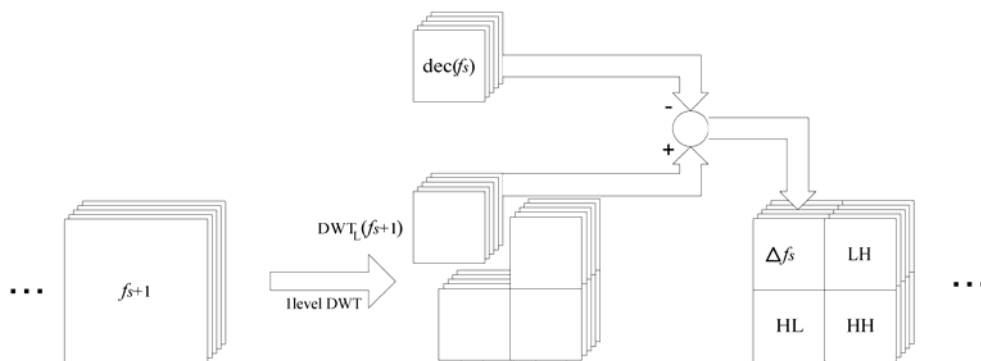 dec(fs)
-
+
DWTL(fs+1)
1level DWT
... fs+1
Δfs LH
HL HH
...